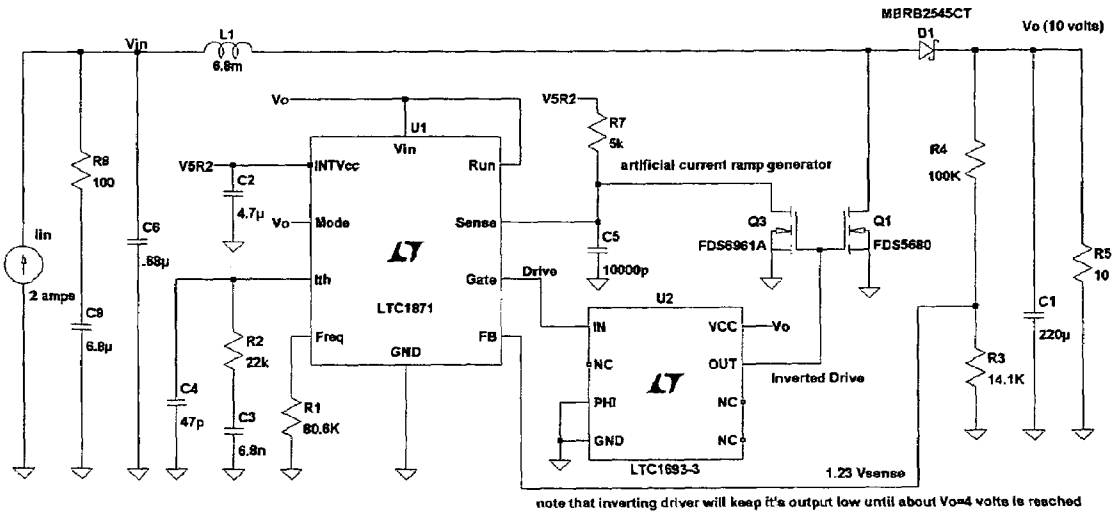 MBRB2545CT
Vin
L1
6.8m
D1
Vo (10 volts)
Vo
V5R2
U1
R7
5k
Vin
Run
artificial current ramp generator
R8
100
V5R2
INTVcc
R4
100K
C2
4.7µ
Vo
Mode
Sense
Q3
Q1
C6
.68µ
C5
10000p
FDS6961A
FDS5680
Iin
2 amps
Ith
Gate
Drive
R5
10
LTC1871
U2
C9
6.8µ
IN
VCC
Vo
C1
220µ
R2
22k
Freq
FB
GND
NC
OUT
Inverted Drive
R3
14.1K
C4
47p
R1
80.6K
PHI
NC
C3
6.8n
GND
NC
LTC1693-3
1.23 Vsense
note that inverting driver will keep it's output low until about Vo=4 volts is reached